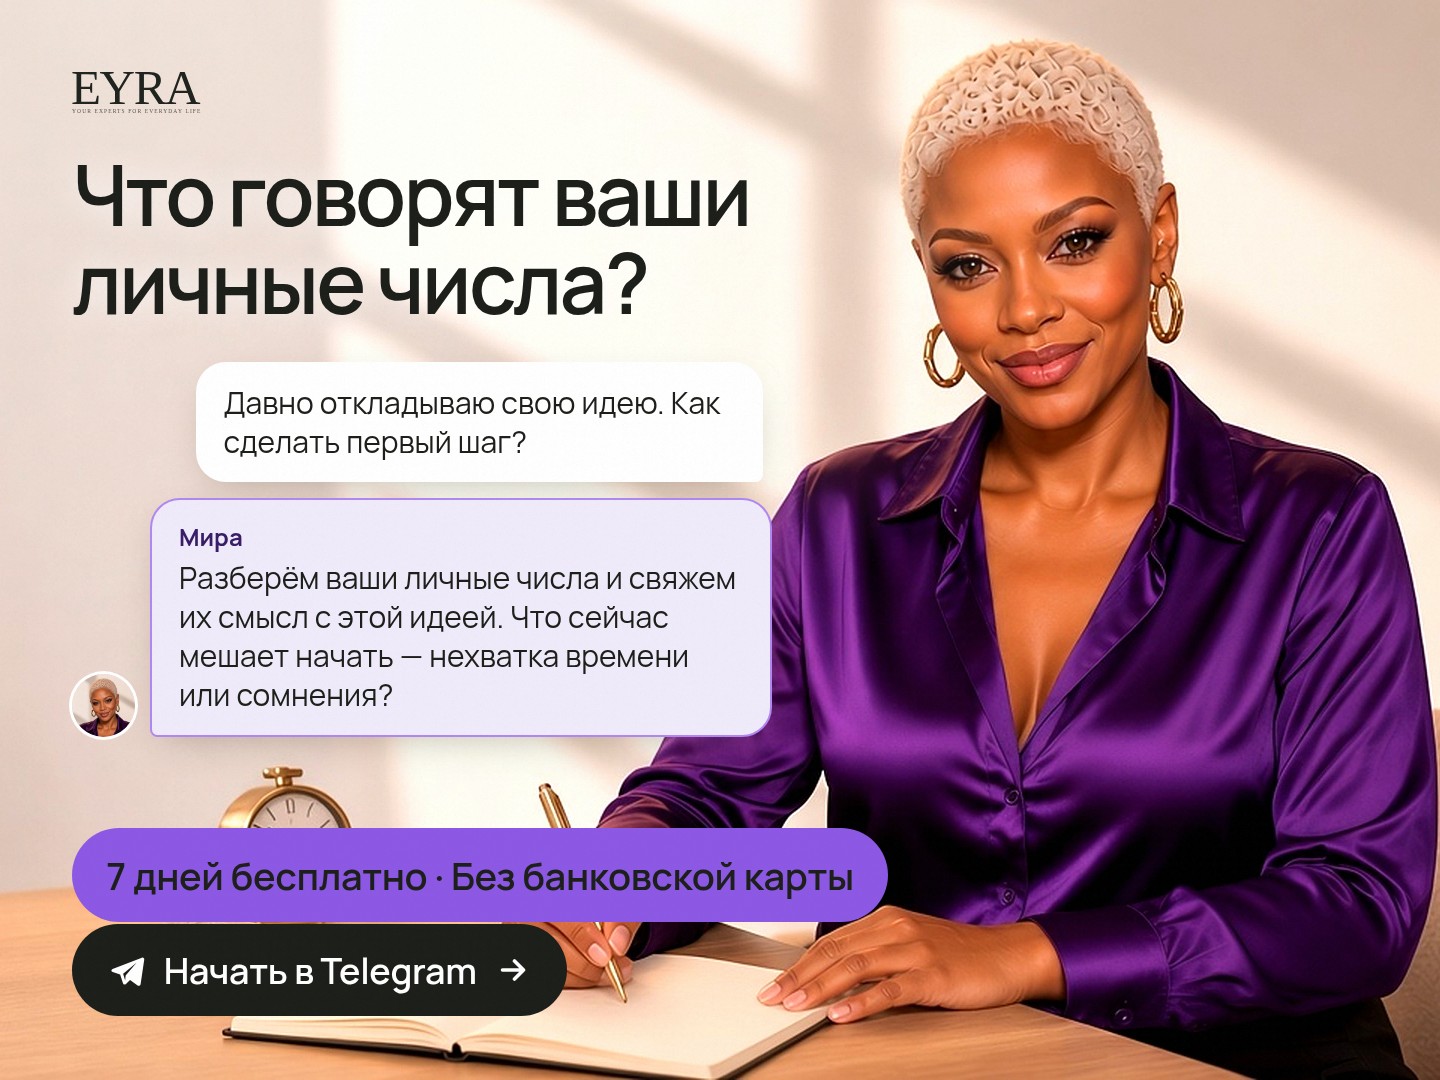 EYRA
YOUR EXPERTS FOR EVERYDAY LIFE
Что говорят ваши
личные числа?
Давно откладываю свою идею. Как
сделать первый шаг?
Мира
Разберём ваши личные числа и свяжем
их смысл с этой идеей. Что сейчас
мешает начать — нехватка времени
или сомнения?
7 дней бесплатно · Без банковской карты
Начать в Telegram →